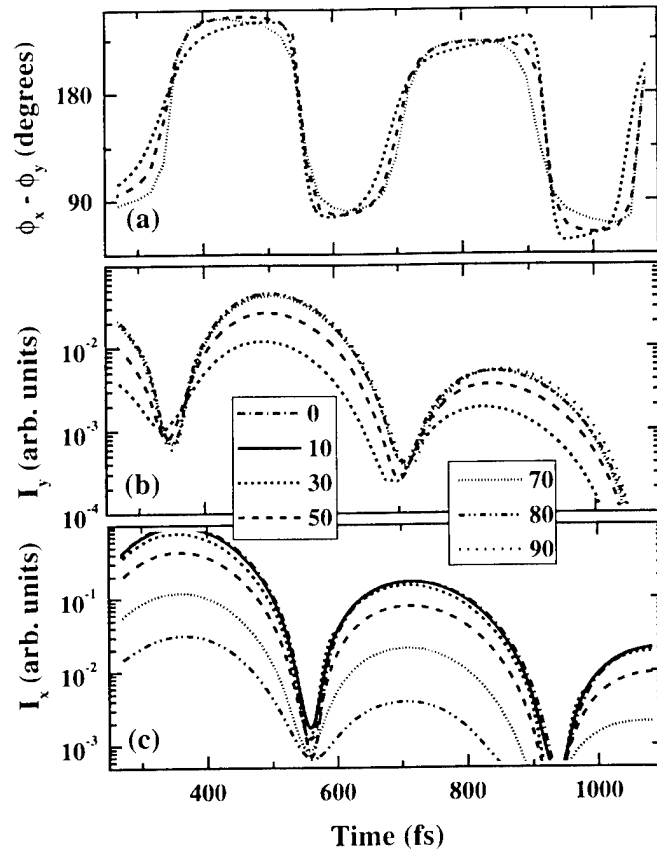 ϕx - ϕy (degrees)
180
90
(a)
Iy (arb. units)
10-2
10-3
10-4
(b)
0
10
30
50
70
80
90
Ix (arb. units)
10-1
10-2
10-3
(c)
400
600
800
1000
Time (fs)